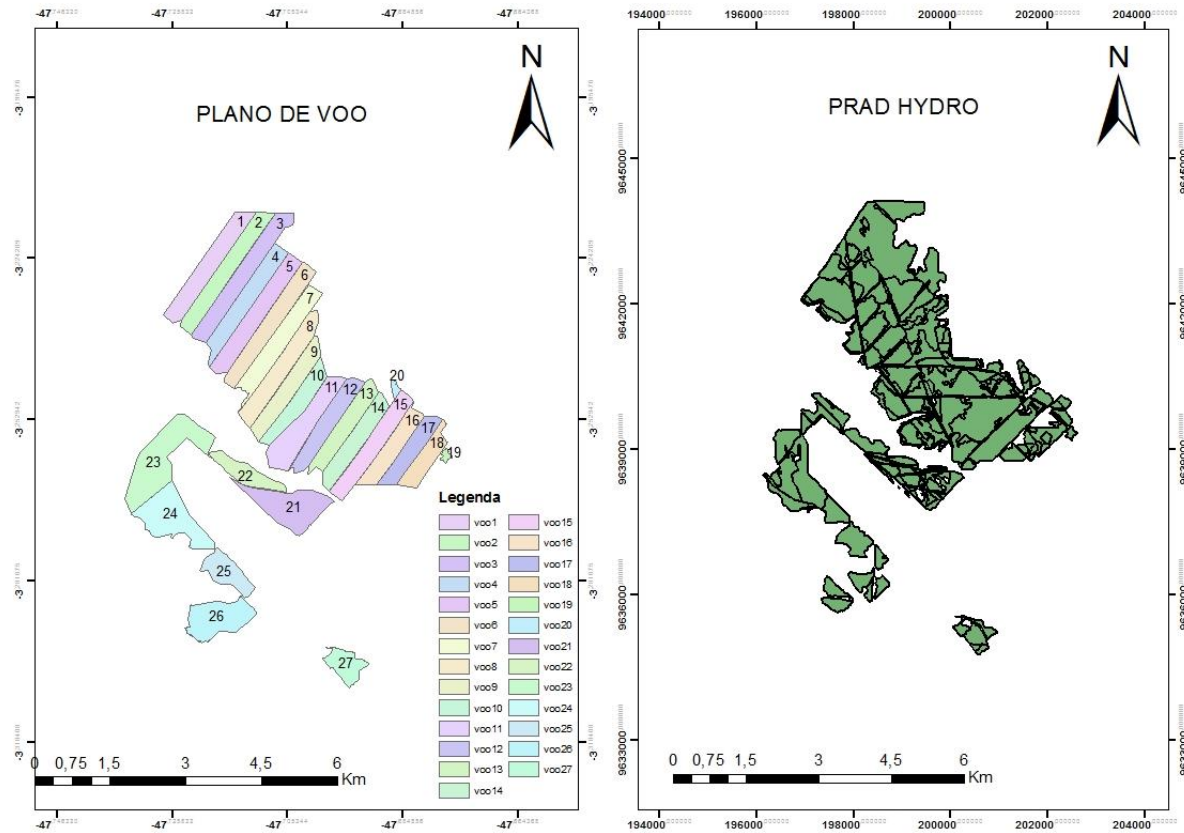 PLANO DE VOO
N
1
2
3
4
5
6
7
8
9
10
11
12
13
14
15
16
17
18
19
20
21
22
23
24
25
26
27
Legenda
voo1
voo2
voo3
voo4
voo5
voo6
voo7
voo8
voo9
voo10
voo11
voo12
voo13
voo14
voo15
voo16
voo17
voo18
voo19
voo20
voo21
voo22
voo23
voo24
voo25
voo26
voo27
0 0,75 1,5 3 4,5 6
Km
194000 196000 198000 200000 202000 204000
PRAD HYDRO
N
9645000 9645000
9642000 9642000
9639000 9639000
9636000 9636000
9633000 9633000
0 0,75 1,5 3 4,5 6
Km
194000 196000 198000 200000 202000 204000